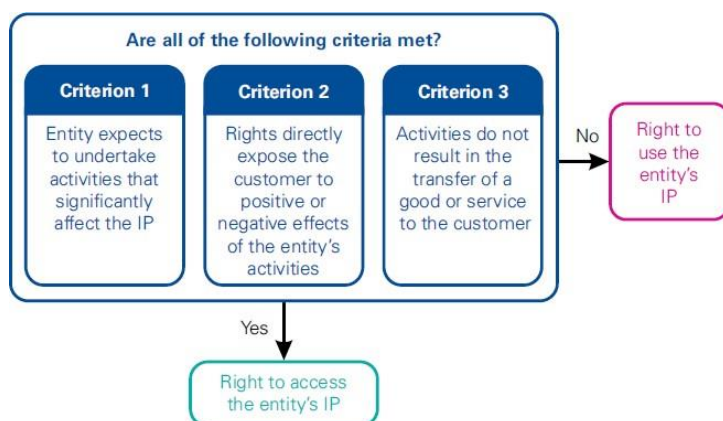 Are all of the following criteria met?
Criterion 1
Entity expects
to undertake
activities that
significantly
affect the IP
Criterion 2
Rights directly
expose the
customer to
positive or
negative effects
of the entity's
activities
Criterion 3
Activities do not
result in the
transfer of a
good or service
to the customer
No
Right to
use the
entity's
IP
Yes
Right to access
the entity's IP